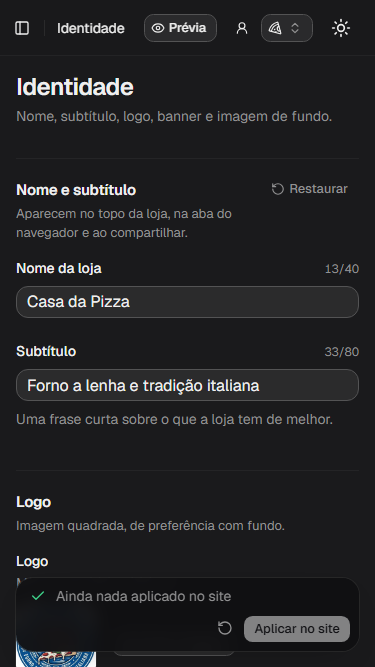 Identidade
Prévia
Identidade
Nome, subtítulo, logo, banner e imagem de fundo.
Nome e subtítulo
Restaurar
Aparecem no topo da loja, na aba do
navegador e ao compartilhar.
Nome da loja
13/40
Casa da Pizza
Subtítulo
33/80
Forno a lenha e tradição italiana
Uma frase curta sobre o que a loja tem de melhor.
Logo
Imagem quadrada, de preferência com fundo.
Logo
Ainda nada aplicado no site
Aplicar no site